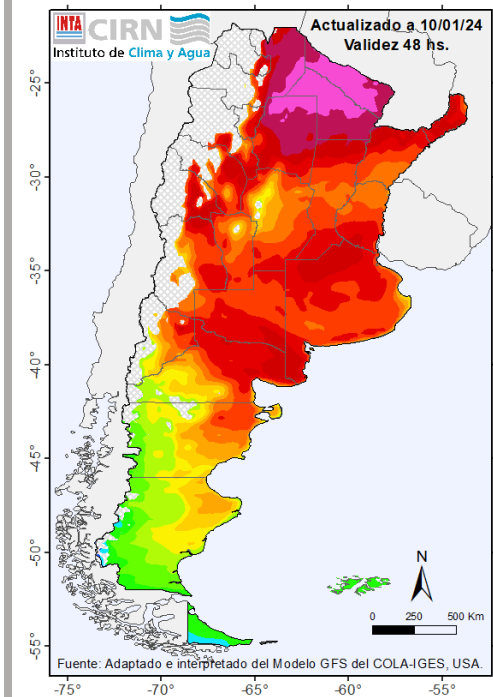 INTA CIRN
Instituto de Clima y Agua
Actualizado a 10/01/24
Validez 48 hs.
-25°
-30°
-35°
-40°
-45°
-50°
-55°
N
0 250 500 Km
Fuente: Adaptado e interpretado del Modelo GFS del COLA-IGES, USA.
-75° -70° -65° -60° -55°